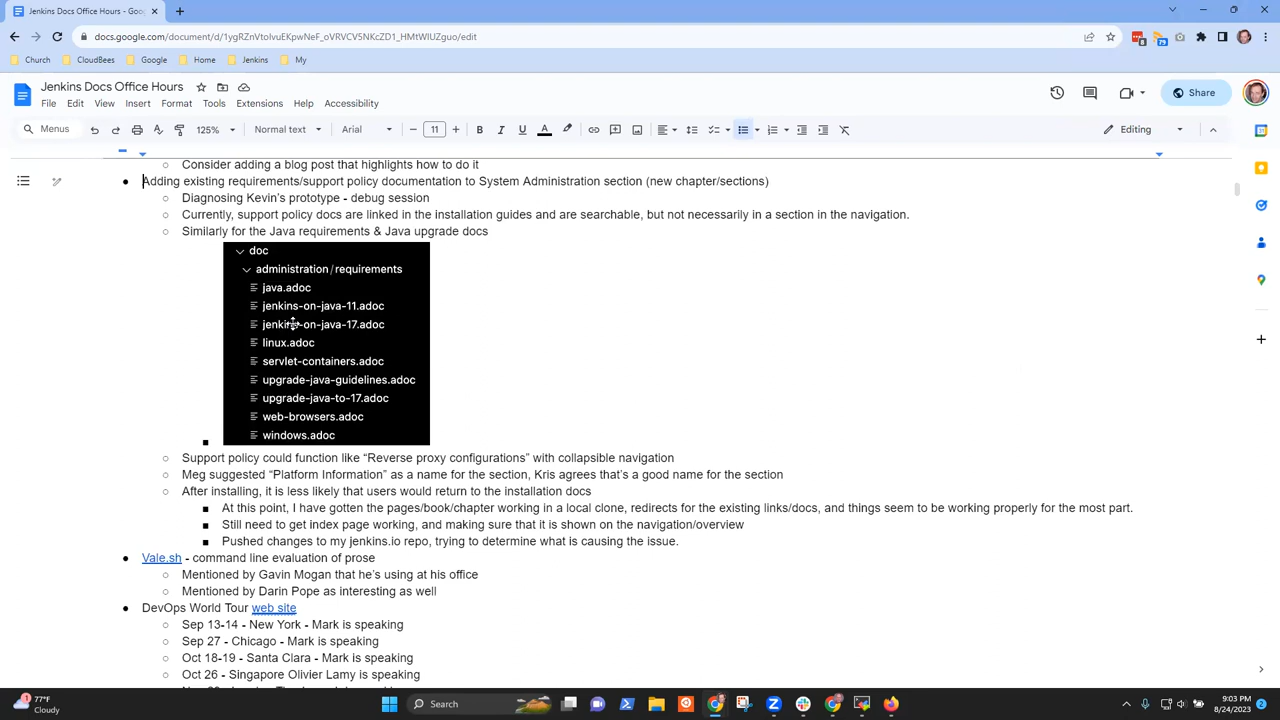 Jenkins Docs Office Hours - Goo
docs.google.com/document/d/1ygRZnVtoIvuEKpwNeF_oVRVCV5NKcZD1_HMtWlUZguo/edit
Church
CloudBees
Google
Home
Jenkins
My
Jenkins Docs Office Hours
File Edit View Insert Format Tools Extensions Help Accessibility
Share
Menus
125%
Normal text
Arial
11
Editing
Consider adding a blog post that highlights how to do it
Adding existing requirements/support policy documentation to System Administration section (new chapter/sections)
Diagnosing Kevin's prototype - debug session
Currently, support policy docs are linked in the installation guides and are searchable, but not necessarily in a section in the navigation.
Similarly for the Java requirements & Java upgrade docs
doc
administration / requirements
java.adoc
jenkins-on-java-11.adoc
jenkins-on-java-17.adoc
linux.adoc
servlet-containers.adoc
upgrade-java-guidelines.adoc
upgrade-java-to-17.adoc
web-browsers.adoc
windows.adoc
Support policy could function like “Reverse proxy configurations” with collapsible navigation
Meg suggested “Platform Information” as a name for the section, Kris agrees that's a good name for the section
After installing, it is less likely that users would return to the installation docs
At this point, I have gotten the pages/book/chapter working in a local clone, redirects for the existing links/docs, and things seem to be working properly for the most part.
Still need to get index page working, and making sure that it is shown on the navigation/overview
Pushed changes to my jenkins.io repo, trying to determine what is causing the issue.
Vale.sh - command line evaluation of prose
Mentioned by Gavin Mogan that he's using at his office
Mentioned by Darin Pope as interesting as well
DevOps World Tour web site
Sep 13-14 - New York - Mark is speaking
Sep 27 - Chicago - Mark is speaking
Oct 18-19 - Santa Clara - Mark is speaking
Oct 26 - Singapore Olivier Lamy is speaking
77°F
Cloudy
Search
9:03 PM
8/24/2023